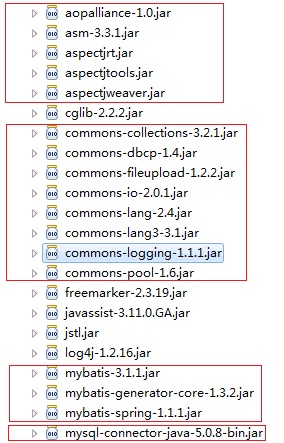 aopalliance-1.0.jar
asm-3.3.1.jar
aspectjrt.jar
aspectjtools.jar
aspectjweaver.jar
cglib-2.2.2.jar
commons-collections-3.2.1.jar
commons-dbcp-1.4.jar
commons-fileupload-1.2.2.jar
commons-io-2.0.1.jar
commons-lang-2.4.jar
commons-lang3-3.1.jar
commons-logging-1.1.1.jar
commons-pool-1.6.jar
freemarker-2.3.19.jar
javassist-3.11.0.GA.jar
jstl.jar
log4j-1.2.16.jar
mybatis-3.1.1.jar
mybatis-generator-core-1.3.2.jar
mybatis-spring-1.1.1.jar
mysql-connector-java-5.0.8-bin.jar